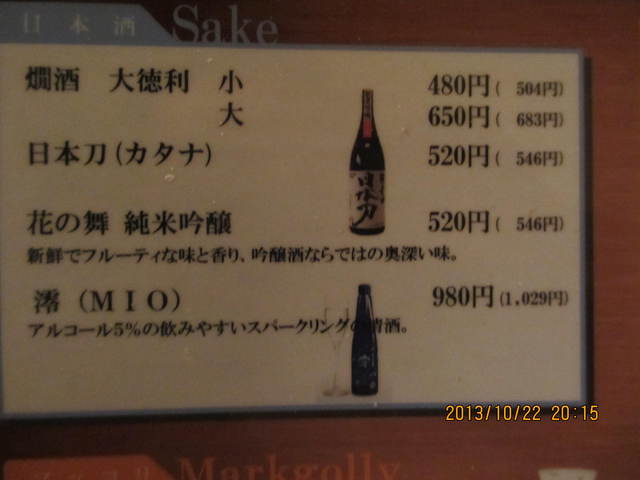 日本酒 Sake
燗酒 大徳利 小 480円( 504円)
大 650円( 683円)
日本刀(カタナ) 520円( 546円)
花の舞 純米吟醸 520円( 546円)
新鮮でフルーティな味と香り、吟醸酒ならではの奥深い味。
澪(MIO) 980円(1.029円)
アルコール5%の飲みやすいスパークリングの清酒。
日本刀
2013/10/22 20:15
Markgolly